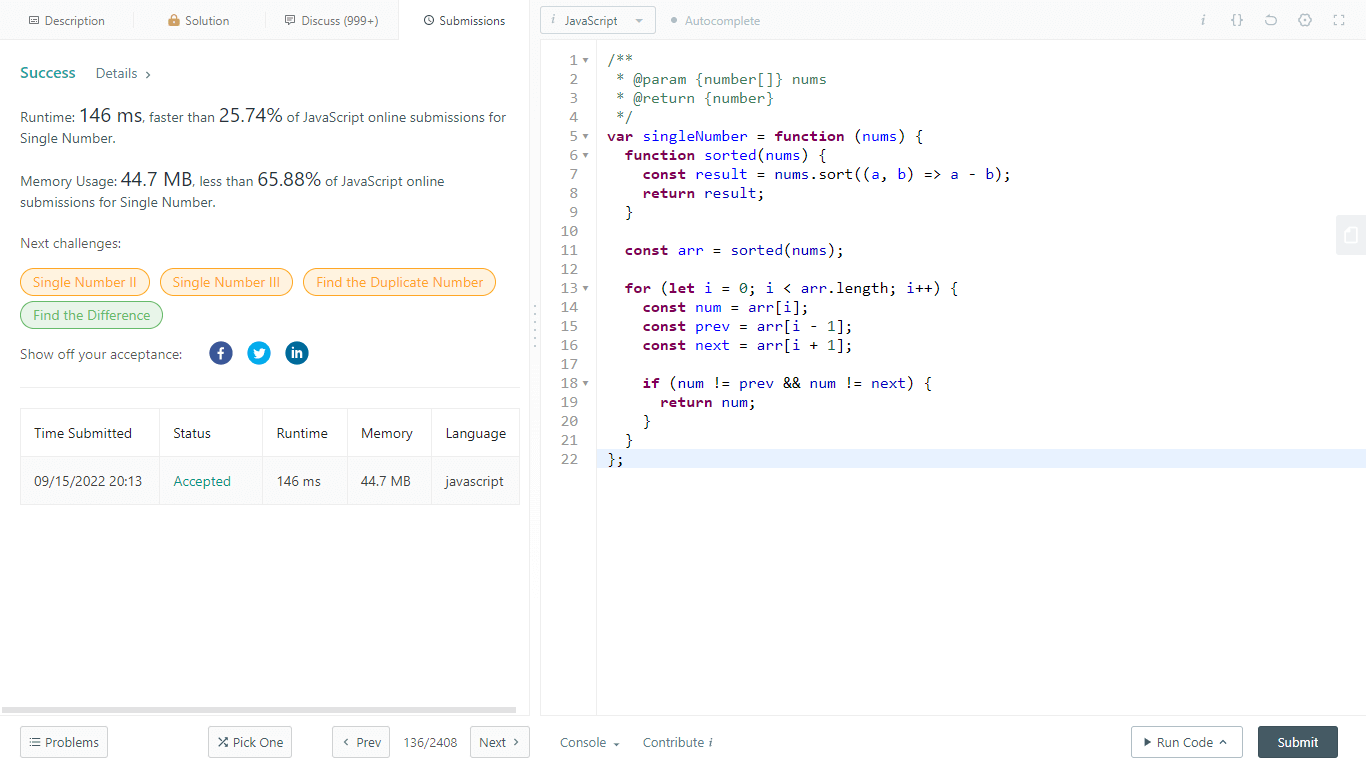 Description Solution Discuss (999+) Submissions
Success Details >
Runtime: 146 ms, faster than 25.74% of JavaScript online submissions for
Single Number.
Memory Usage: 44.7 MB, less than 65.88% of JavaScript online
submissions for Single Number.
Next challenges:
Single Number II Single Number III Find the Duplicate Number
Find the Difference
Show off your acceptance: f in
Time Submitted Status Runtime Memory Language
09/15/2022 20:13 Accepted 146 ms 44.7 MB javascript
Problems Pick One < Prev 136/2408 Next >
i JavaScript Autocomplete i {}
1 /**
2  * @param {number[]} nums
3  * @return {number}
4  */
5 var singleNumber = function (nums) {
6   function sorted(nums) {
7     const result = nums.sort((a, b) => a - b);
8     return result;
9   }
10
11   const arr = sorted(nums);
12
13   for (let i = 0; i < arr.length; i++) {
14     const num = arr[i];
15     const prev = arr[i - 1];
16     const next = arr[i + 1];
17
18     if (num != prev && num != next) {
19       return num;
20     }
21   }
22 };
Console Contribute i Run Code Submit